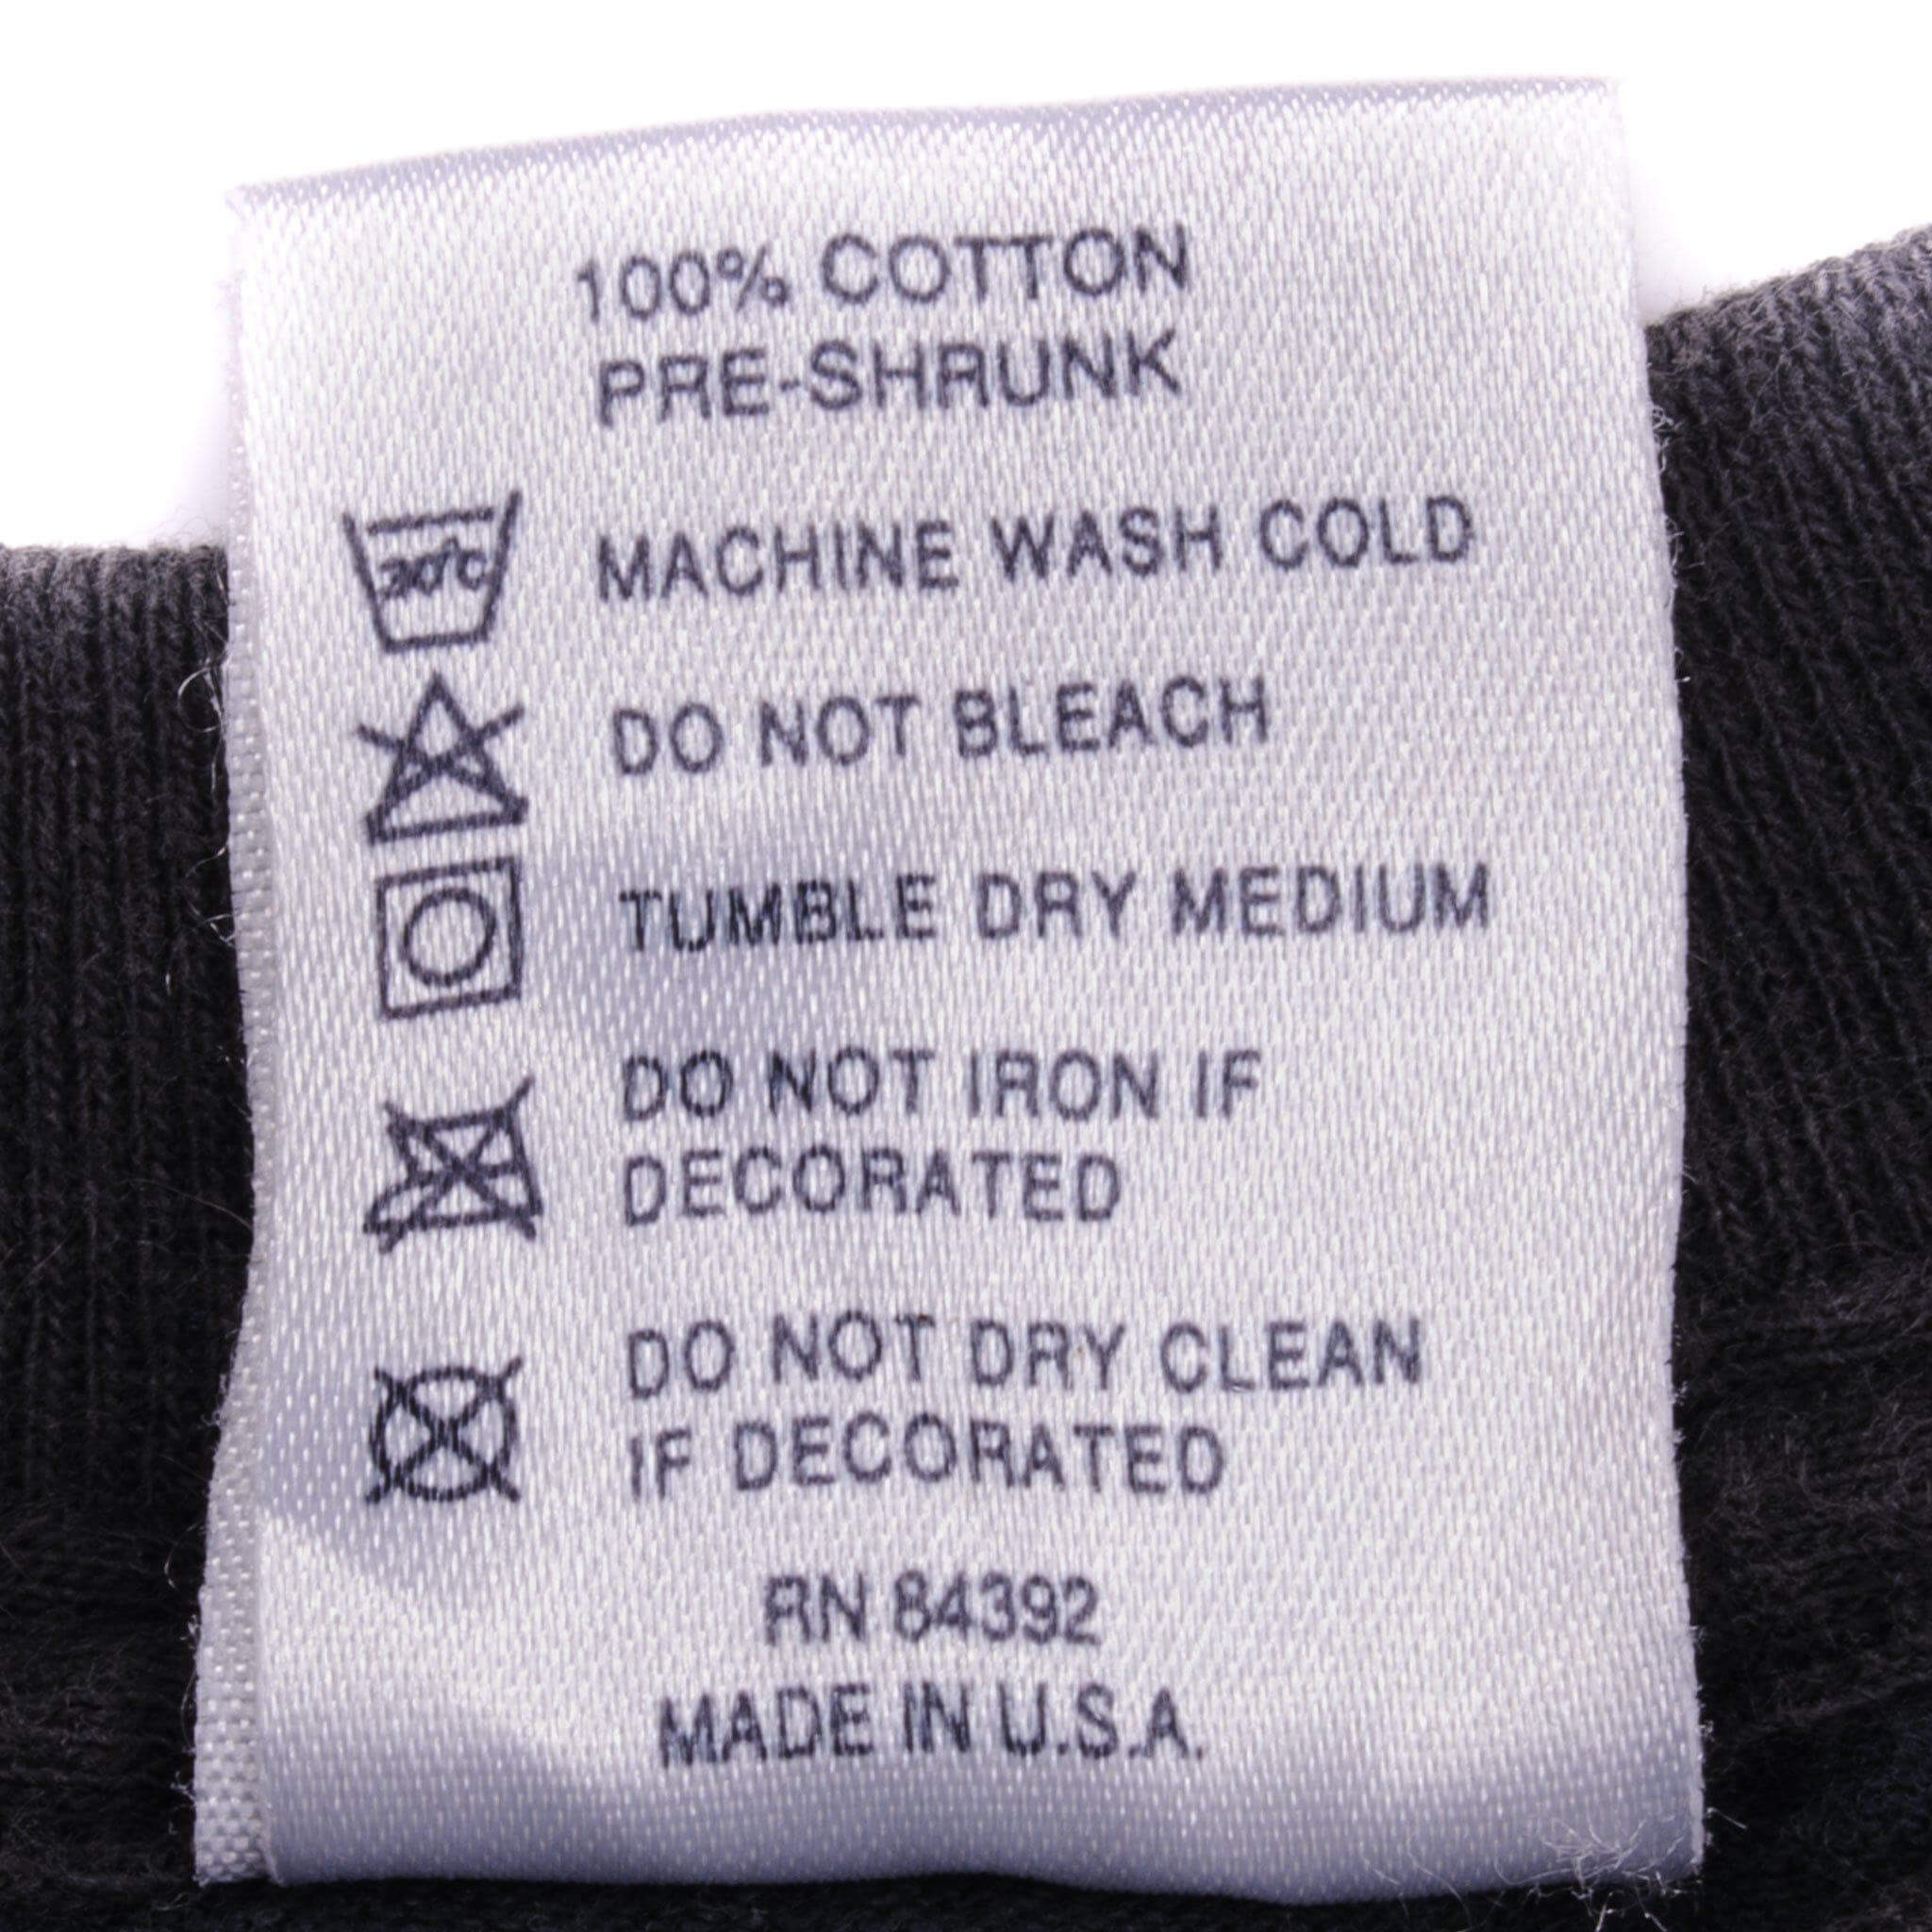 100% COTTON
PRE-SHRUNK
30°C MACHINE WASH COLD
DO NOT BLEACH
TUMBLE DRY MEDIUM
DO NOT IRON IF
DECORATED
DO NOT DRY CLEAN
IF DECORATED
RN 84392
MADE IN U.S.A.